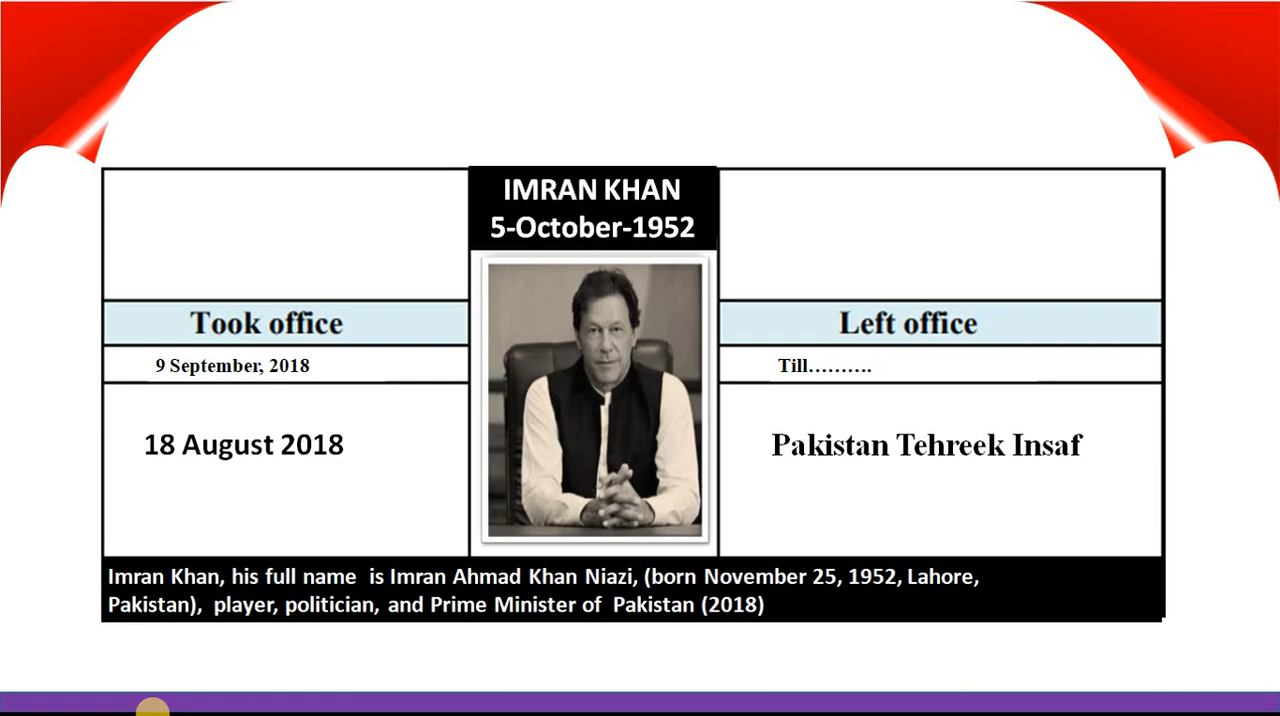 IMRAN KHAN
5-October-1952
Took office
Left office
9 September, 2018
Till……….
18 August 2018
Pakistan Tehreek Insaf
Imran Khan, his full name is Imran Ahmad Khan Niazi, (born November 25, 1952, Lahore,
Pakistan), player, politician, and Prime Minister of Pakistan (2018)